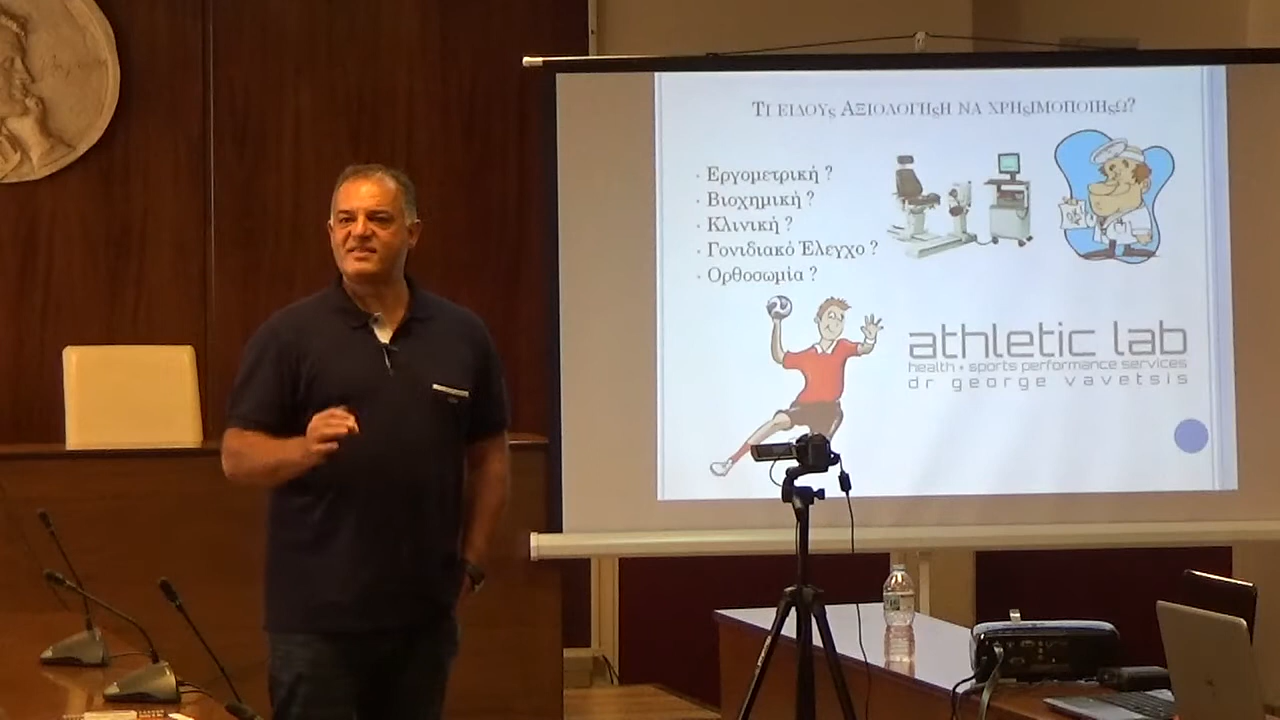 Τι ειδους Αξιολογηςη να χρηςιμοποιηςω?
· Εργομετρική ?
· Βιοχημική ?
· Κλινική ?
· Γονιδιακό Έλεγχο ?
· Ορθοσωμία ?
athletic lab
health • sports performance services
dr george vavetsis